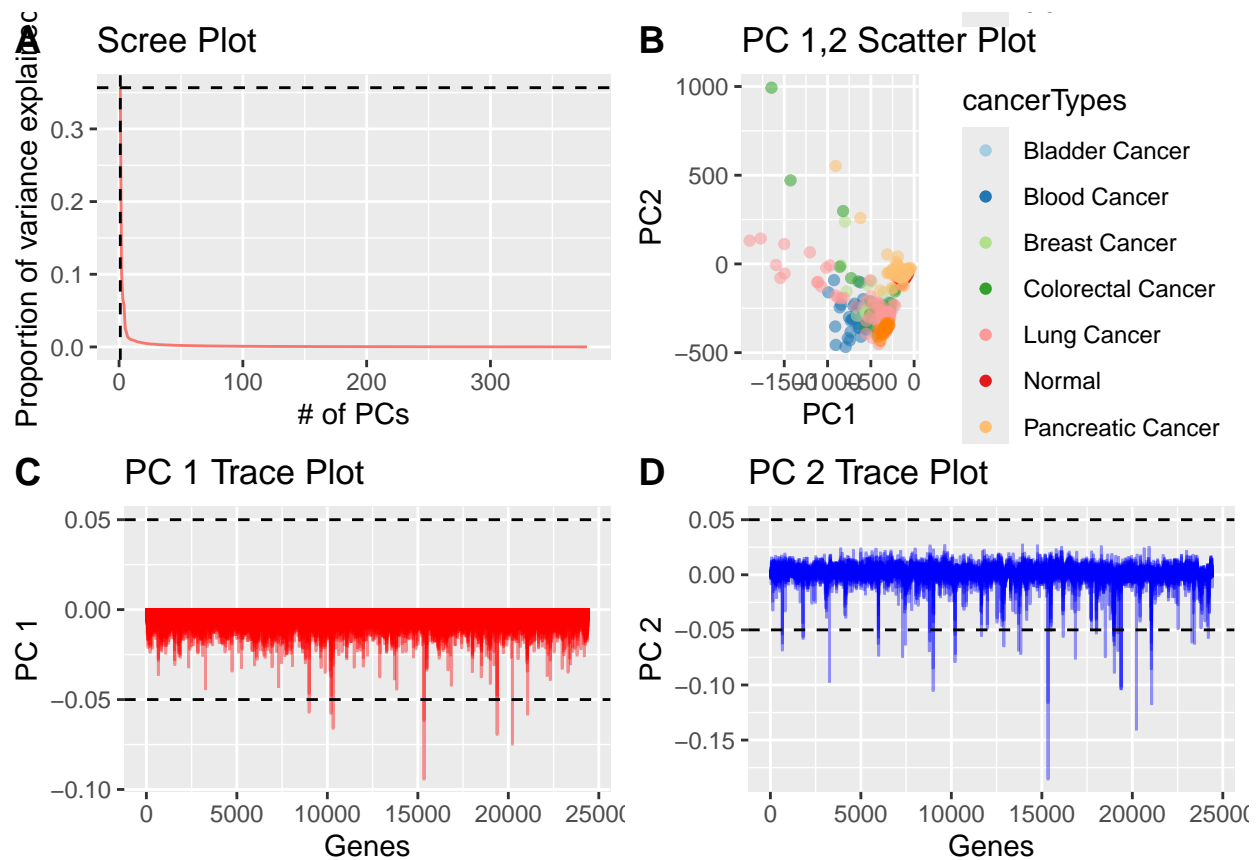 A Scree Plot
Proportion of variance explained
0.3
0.2
0.1
0.0
0 100 200 300
# of PCs
B PC 1,2 Scatter Plot
PC2
1000
500
0
−500
−1500 −1000 −500 0
PC1
cancerTypes
Bladder Cancer
Blood Cancer
Breast Cancer
Colorectal Cancer
Lung Cancer
Normal
Pancreatic Cancer
C PC 1 Trace Plot
PC 1
0.05
0.00
−0.05
−0.10
0 5000 10000 15000 20000 25000
Genes
D PC 2 Trace Plot
PC 2
0.05
0.00
−0.05
−0.10
−0.15
0 5000 10000 15000 20000 25000
Genes